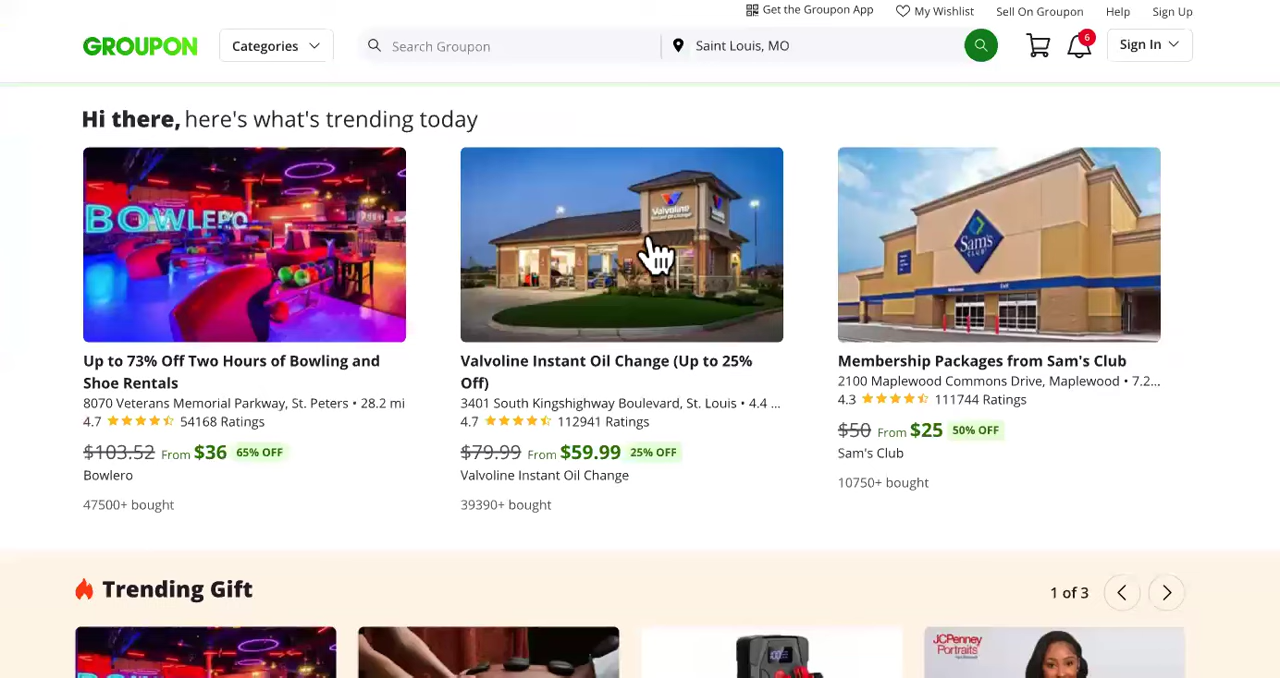 Get the Groupon App
My Wishlist
Sell On Groupon
Help
Sign Up
GROUPON
Categories
Search Groupon
Saint Louis, MO
6
Sign In
Hi there, here's what's trending today
BOWLERO
Valvoline
Instant Oil Change
Sam's
CLUB
Up to 73% Off Two Hours of Bowling and
Shoe Rentals
8070 Veterans Memorial Parkway, St. Peters • 28.2 mi
4.7 54168 Ratings
$103.52 From $36 65% OFF
Bowlero
47500+ bought
Valvoline Instant Oil Change (Up to 25%
Off)
3401 South Kingshighway Boulevard, St. Louis • 4.4 ...
4.7 112941 Ratings
$79.99 From $59.99 25% OFF
Valvoline Instant Oil Change
39390+ bought
Membership Packages from Sam's Club
2100 Maplewood Commons Drive, Maplewood • 7.2...
4.3 111744 Ratings
$50 From $25 50% OFF
Sam's Club
10750+ bought
Trending Gift
1 of 3
JCPenney
Portraits